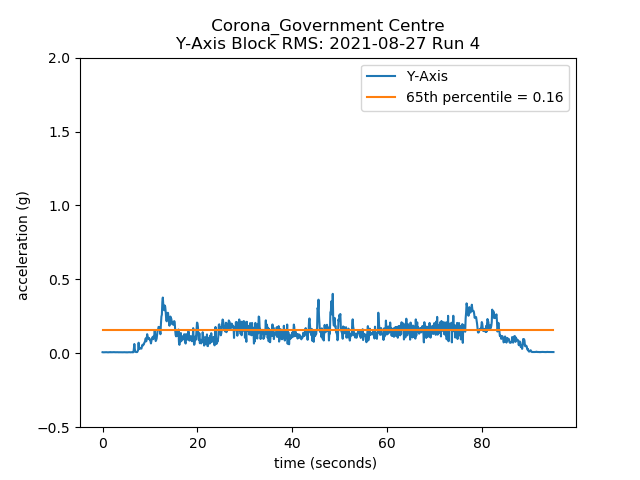 Corona_Government Centre
Y-Axis Block RMS: 2021-08-27 Run 4
2.0
Y-Axis
65th percentile = 0.16
1.5
1.0
acceleration (g)
0.5
0.0
−0.5
0 20 40 60 80
time (seconds)